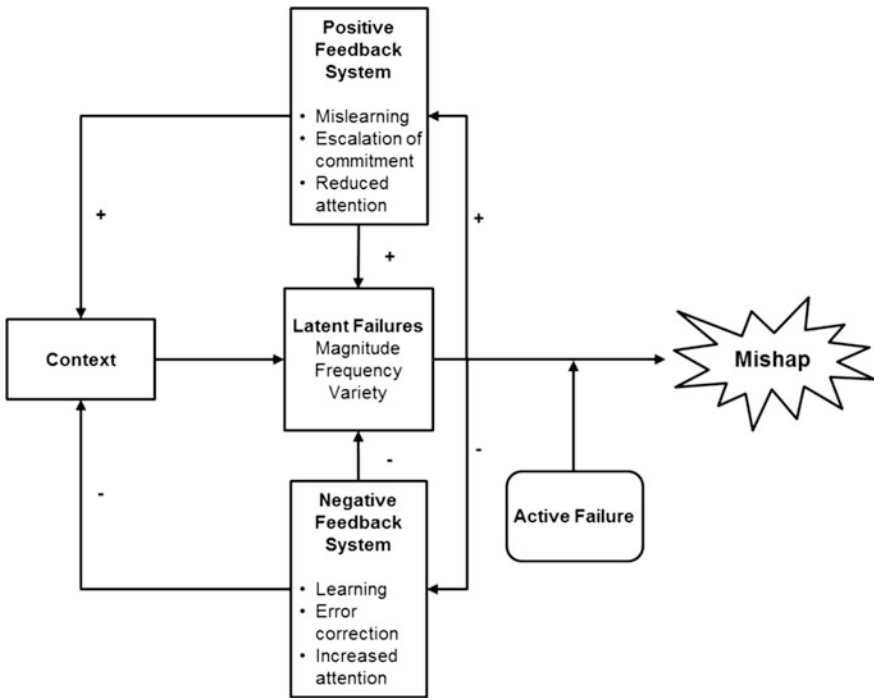 Positive
Feedback
System
• Mislearning
• Escalation of
commitment
• Reduced
attention
+
+
+
Context
Latent Failures
Magnitude
Frequency
Variety
Mishap
-
-
-
Active Failure
Negative
Feedback
System
• Learning
• Error
correction
• Increased
attention